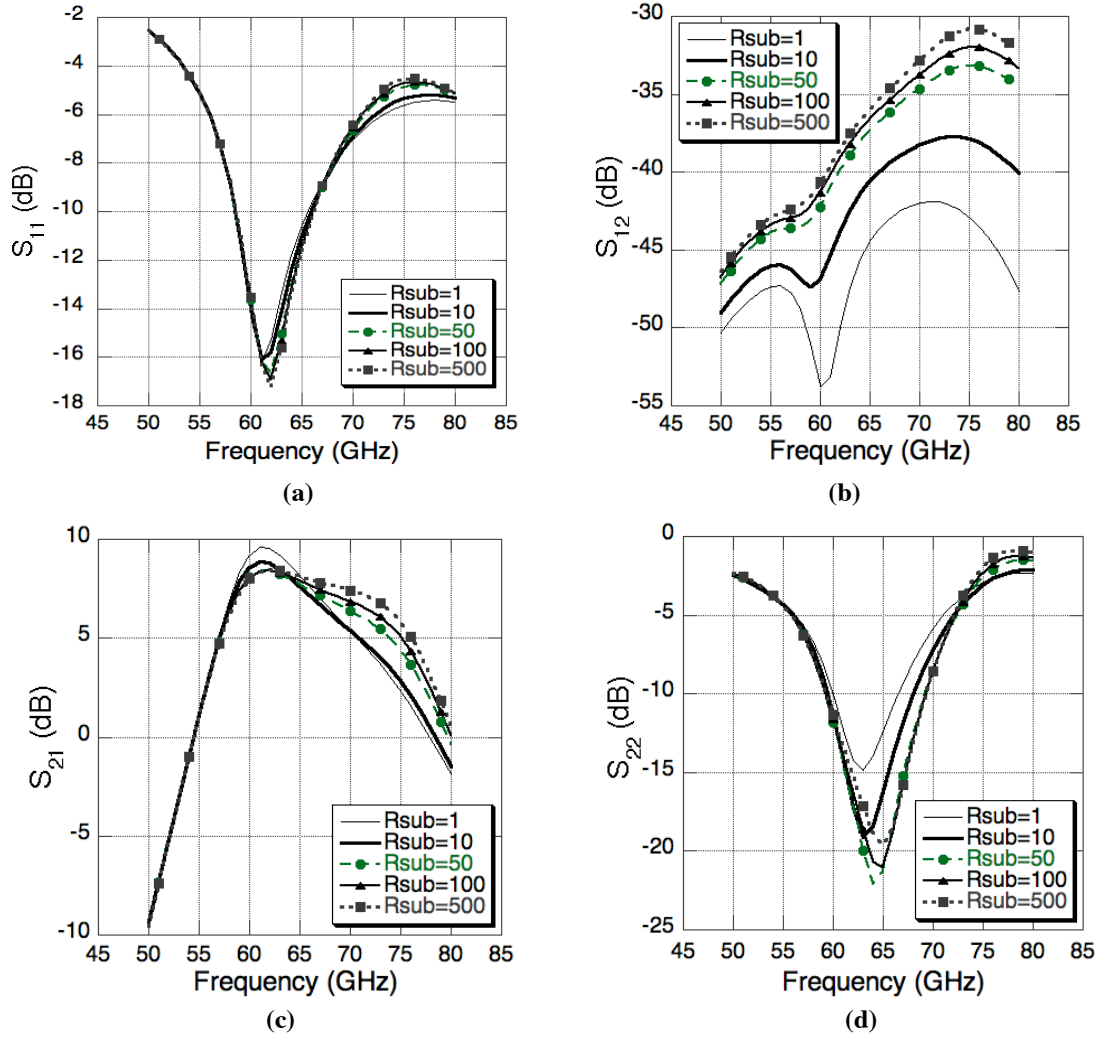 -2
-4
-6
-8
-10
-12
-14
-16
-18
S11 (dB)
Rsub=1
Rsub=10
Rsub=50
Rsub=100
Rsub=500
45 50 55 60 65 70 75 80 85
Frequency (GHz)
(a)
-30
-35
-40
-45
-50
-55
S12 (dB)
Rsub=1
Rsub=10
Rsub=50
Rsub=100
Rsub=500
45 50 55 60 65 70 75 80 85
Frequency (GHz)
(b)
10
5
0
-5
-10
S21 (dB)
Rsub=1
Rsub=10
Rsub=50
Rsub=100
Rsub=500
45 50 55 60 65 70 75 80 85
Frequency (GHz)
(c)
0
-5
-10
-15
-20
-25
S22 (dB)
Rsub=1
Rsub=10
Rsub=50
Rsub=100
Rsub=500
45 50 55 60 65 70 75 80 85
Frequency (GHz)
(d)